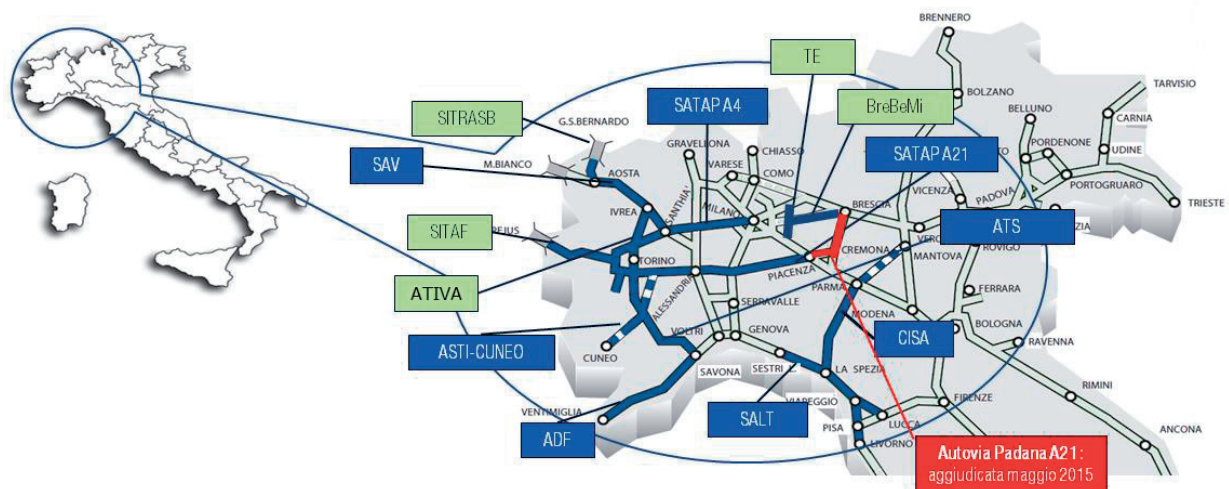 BRENNERO
TE
BOLZANO
TARVISIO
SITRASB
G.S.BERNARDO
SATAP A4
BreBeMi
BELLUNO
CARNIA
SAV
M.BIANCO
AOSTA
GRAVELLONA
VARESE
CHIASSO
COMO
SATAP A21
PORDENONE
UDINE
IVREA
SANTHIA'
MILANO
BRESCIA
VICENZA
PADOVA
PORTOGRUARO
TRIESTE
SITAF
TORINO
CREMONA
ATS
ROVIGO
ATIVA
ALESSANDRIA
PIACENZA
PARMA
MANTOVA
FERRARA
SERRAVALLE
MODENA
BOLOGNA
ASTI-CUNEO
CUNEO
VOLTRI
GENOVA
CISA
RAVENNA
SAVONA
SESTRI L.
LA SPEZIA
RIMINI
VENTIMIGLIA
SALT
VIAREGGIO
FIRENZE
ADF
PISA
LUCCA
LIVORNO
ANCONA
Autovia Padana A21:
aggiudicata maggio 2015